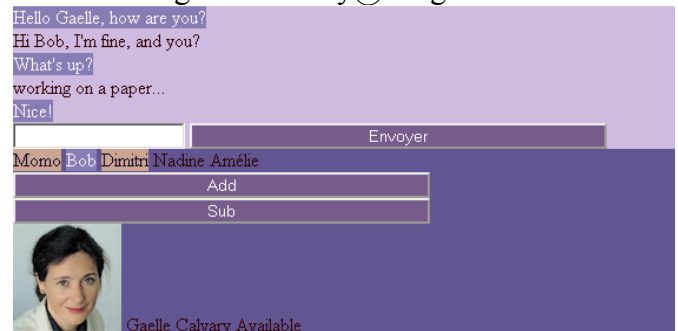 Hello Gaelle, how are you?
Hi Bob, I'm fine, and you?
What's up?
working on a paper...
Nice!
Envoyer
Momo Bob Dimitri Nadine Amélie
Add
Sub
Gaelle Calvary Available